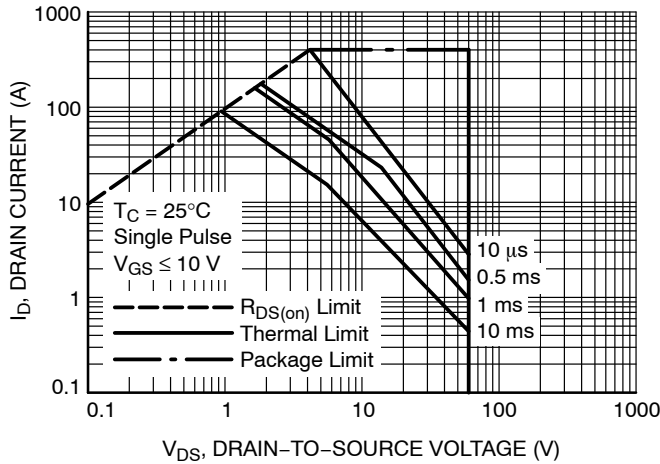 1000
100
10
1
0.1
I_D, DRAIN CURRENT (A)
T_C = 25°C
Single Pulse
V_GS ≤ 10 V
R_DS(on) Limit
Thermal Limit
Package Limit
10 μs
0.5 ms
1 ms
10 ms
0.1 1 10 100 1000
V_DS, DRAIN−TO−SOURCE VOLTAGE (V)